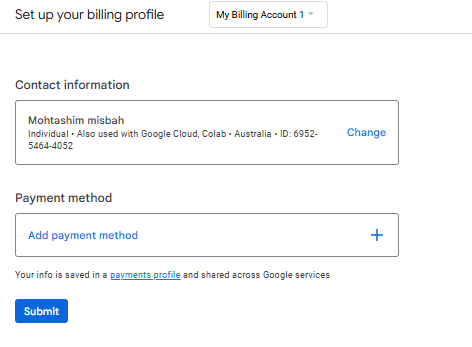 Set up your billing profile
My Billing Account 1
Contact information
Mohtashim misbah
Individual • Also used with Google Cloud, Colab • Australia • ID: 6952-
5464-4052
Change
Payment method
Add payment method
Your info is saved in a payments profile and shared across Google services
Submit